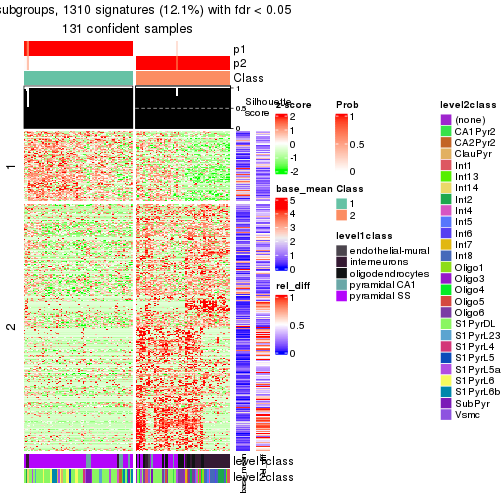 subgroups, 1310 signatures (12.1%) with fdr < 0.05
131 confident samples
p1
p2
Class
1
0.5
0
Silhouette
score
1
2
level1class
level2class
base_mean
z-score
2
1
0
-1
-2
base_mean
5
4
3
2
1
0
rel_diff
1
0.5
0
Prob
1
0.5
0
Class
1
2
level1class
endothelial-mural
interneurons
oligodendrocytes
pyramidal CA1
pyramidal SS
level2class
(none)
CA1Pyr2
CA2Pyr2
ClauPyr
Int1
Int13
Int14
Int2
Int4
Int5
Int6
Int7
Int8
Oligo1
Oligo3
Oligo4
Oligo5
Oligo6
S1PyrDL
S1PyrL23
S1PyrL4
S1PyrL5
S1PyrL5a
S1PyrL6
S1PyrL6b
SubPyr
Vsmc